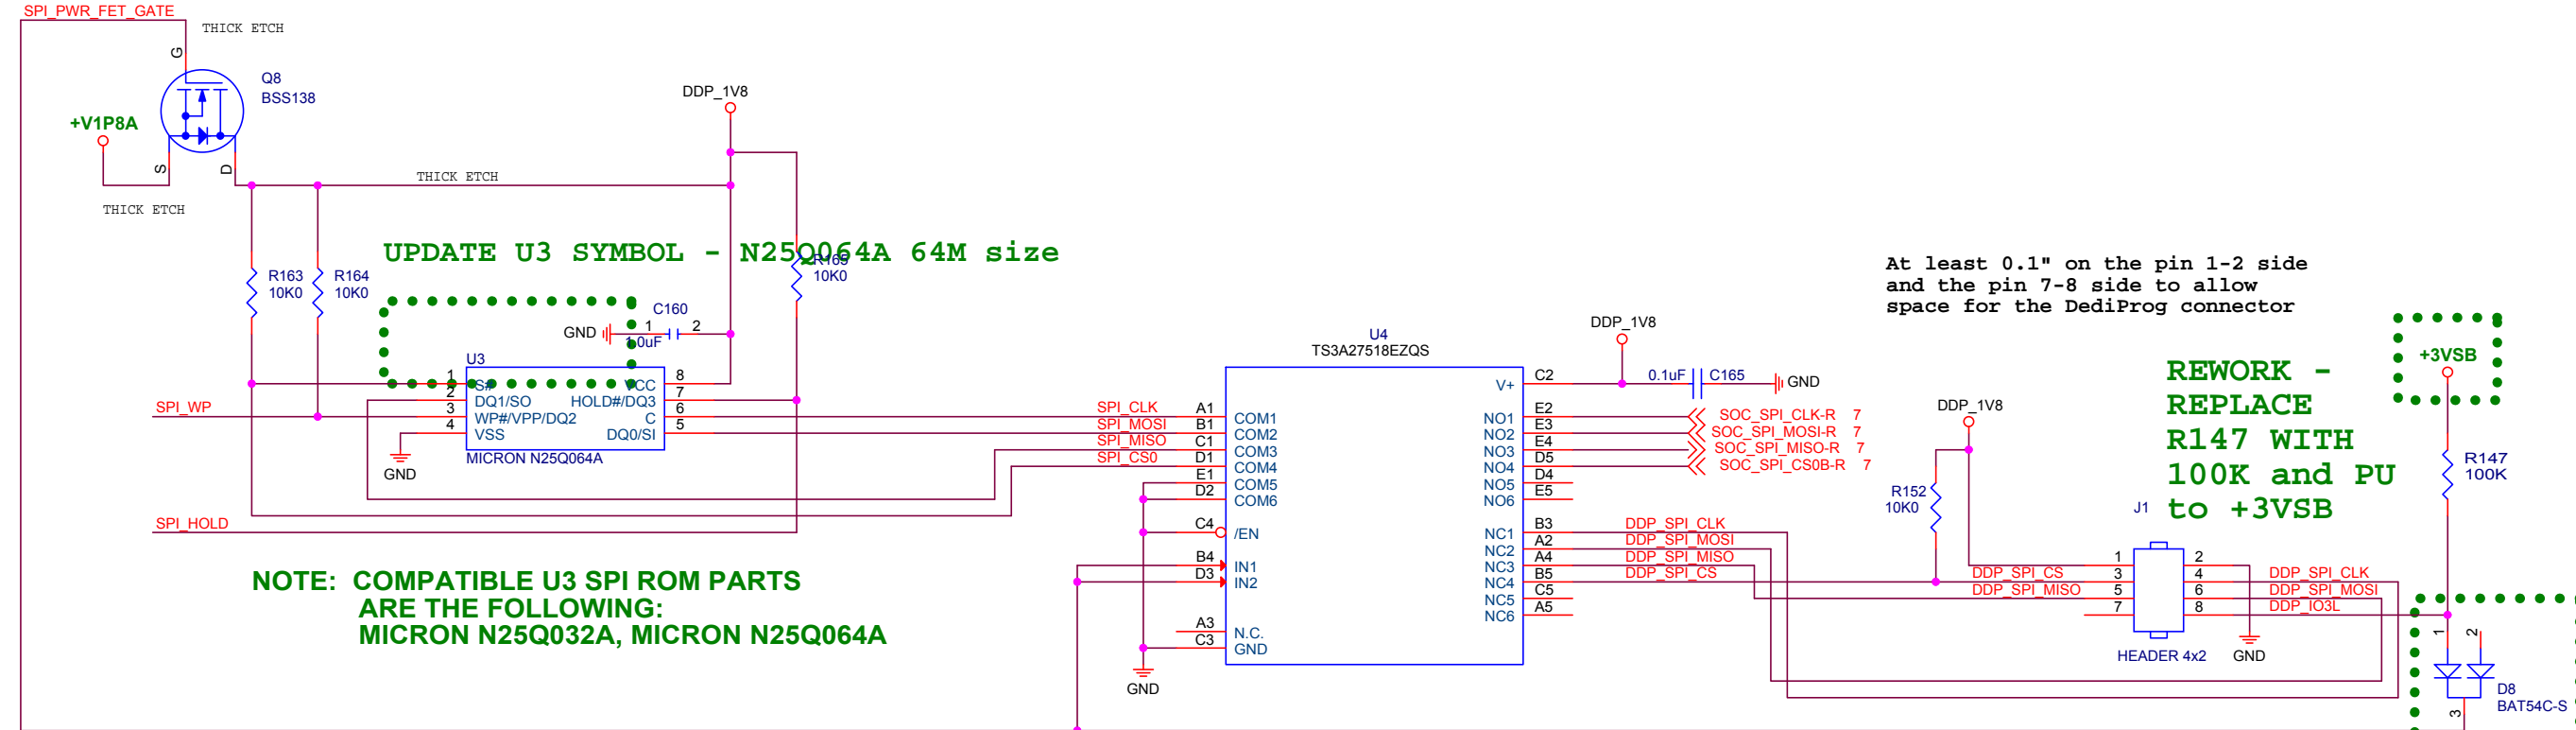 SPI_PWR_FET_GATE
THICK ETCH
G
Q8
BSS138
+V1P8A
S
D
THICK ETCH
THICK ETCH
DDP_1V8
UPDATE U3 SYMBOL - N25Q064A 64M size
R163
10K0
R164
10K0
R165
10K0
C160
GND
1
2
1.0uF
U3
1
2
3
4
S#
DQ1/SO
WP#/VPP/DQ2
VSS
VCC
HOLD#/DQ3
C
DQ0/SI
8
7
6
5
MICRON N25Q064A
SPI_WP
GND
SPI_HOLD
NOTE: COMPATIBLE U3 SPI ROM PARTS
ARE THE FOLLOWING:
MICRON N25Q032A, MICRON N25Q064A
SPI_CLK
SPI_MOSI
SPI_MISO
SPI_CS0
U4
TS3A27518EZQS
A1
B1
C1
D1
E1
D2
C4
B4
D3
A3
C3
COM1
COM2
COM3
COM4
COM5
COM6
/EN
IN1
IN2
N.C.
GND
GND
V+
NO1
NO2
NO3
NO4
NO5
NO6
NC1
NC2
NC3
NC4
NC5
NC6
C2
E2
E3
E4
D5
D4
E5
B3
A2
A4
B5
C5
A5
DDP_1V8
0.1uF
C165
GND
SOC_SPI_CLK-R 7
SOC_SPI_MOSI-R 7
SOC_SPI_MISO-R 7
SOC_SPI_CS0B-R 7
DDP_SPI_CLK
DDP_SPI_MOSI
DDP_SPI_MISO
DDP_SPI_CS
At least 0.1" on the pin 1-2 side
and the pin 7-8 side to allow
space for the DediProg connector
DDP_1V8
R152
10K0
J1
DDP_SPI_CS
DDP_SPI_MISO
1
3
5
7
2
4
6
8
HEADER 4x2
GND
DDP_SPI_CLK
DDP_SPI_MOSI
DDP_IO3L
REWORK -
REPLACE
R147 WITH
100K and PU
to +3VSB
+3VSB
R147
100K
1
2
3
D8
BAT54C-S